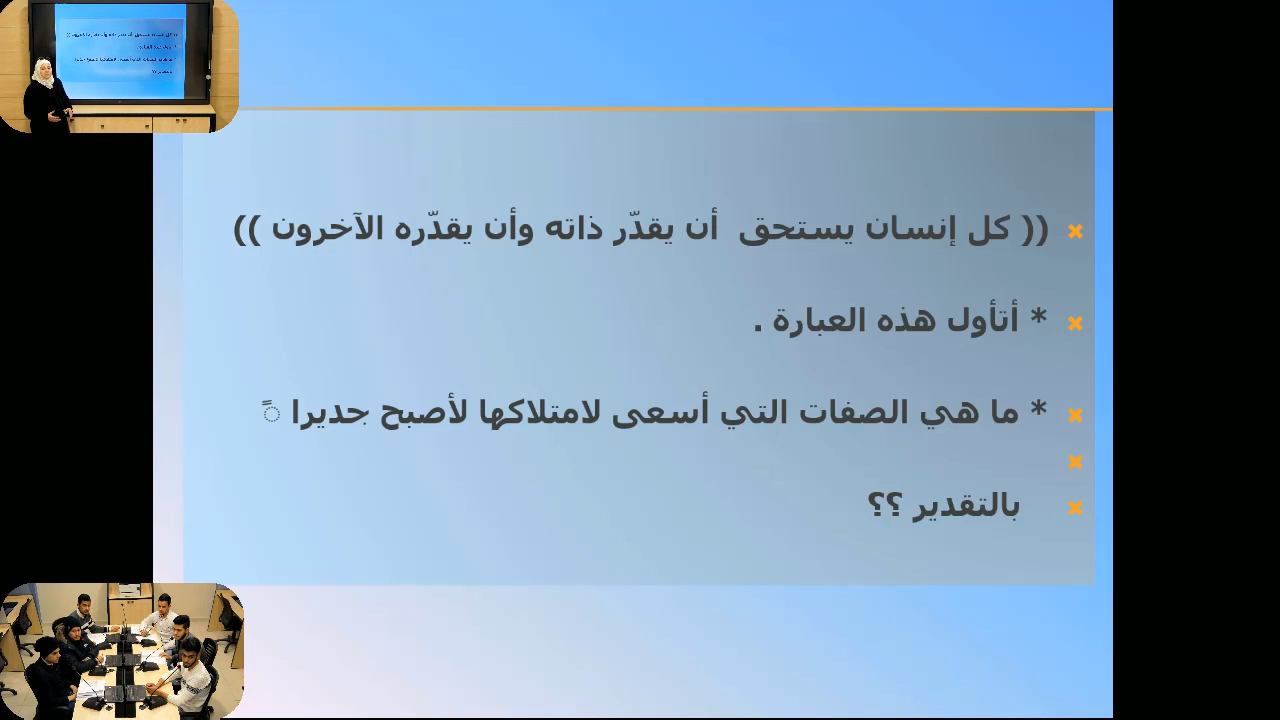 (( كل إنسان يستحق  أن يقدّر ذاته وأن يقدّره الآخرون ))
* أتأول هذه العبارة .
* ما هي الصفات التي أسعى لامتلاكها لأصبح جديرا ً
بالتقدير ؟؟